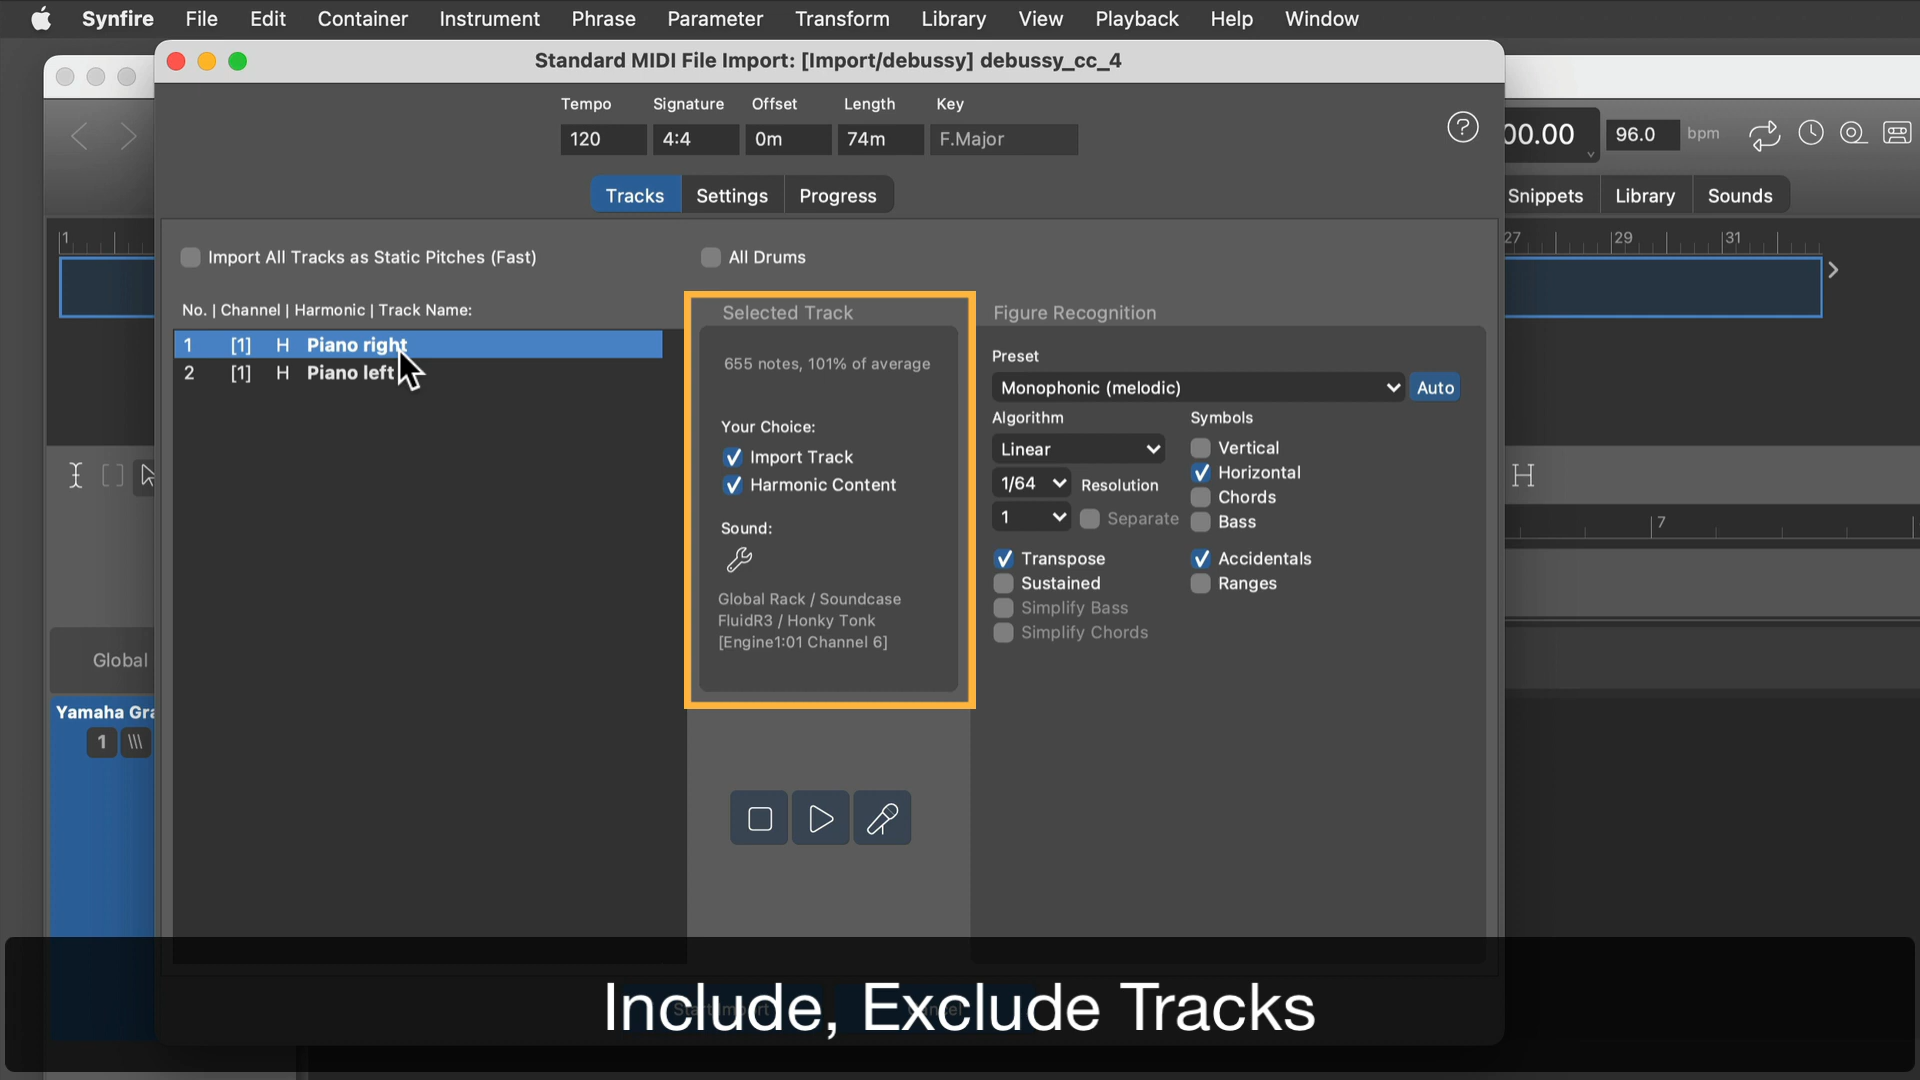 Synfire File Edit Container Instrument Phrase Parameter Transform Library View Playback Help Window
Standard MIDI File Import: [Import/debussy] debussy_cc_4
Tempo Signature Offset Length Key
120 4:4 0m 74m F.Major
?
00.00 96.0 bpm
Tracks Settings Progress
Snippets Library Sounds
1 27 29 31
Import All Tracks as Static Pitches (Fast)
All Drums
No. | Channel | Harmonic | Track Name:
1 [1] H Piano right
2 [1] H Piano left
Selected Track
655 notes, 101% of average
Your Choice:
Import Track
Harmonic Content
Sound:
Global Rack / Soundcase
FluidR3 / Honky Tonk
[Engine1:01 Channel 6]
Figure Recognition
Preset
Monophonic (melodic) Auto
Algorithm Symbols
Linear Vertical
1/64 Resolution Horizontal
Chords
1 Separate Bass
Transpose Accidentals
Sustained Ranges
Simplify Bass
Simplify Chords
H
7
Global
Yamaha Gra
1
Include, Exclude Tracks